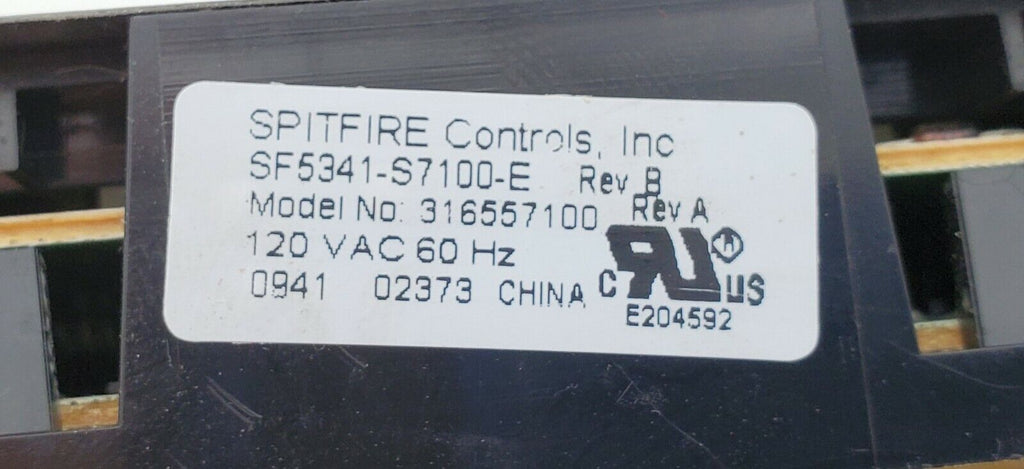 SPITFIRE Controls, Inc
SF5341-S7100-E Rev B
Model No: 316557100 Rev A
120 VAC 60 Hz
0941 02373 CHINA
C RU US
E204592